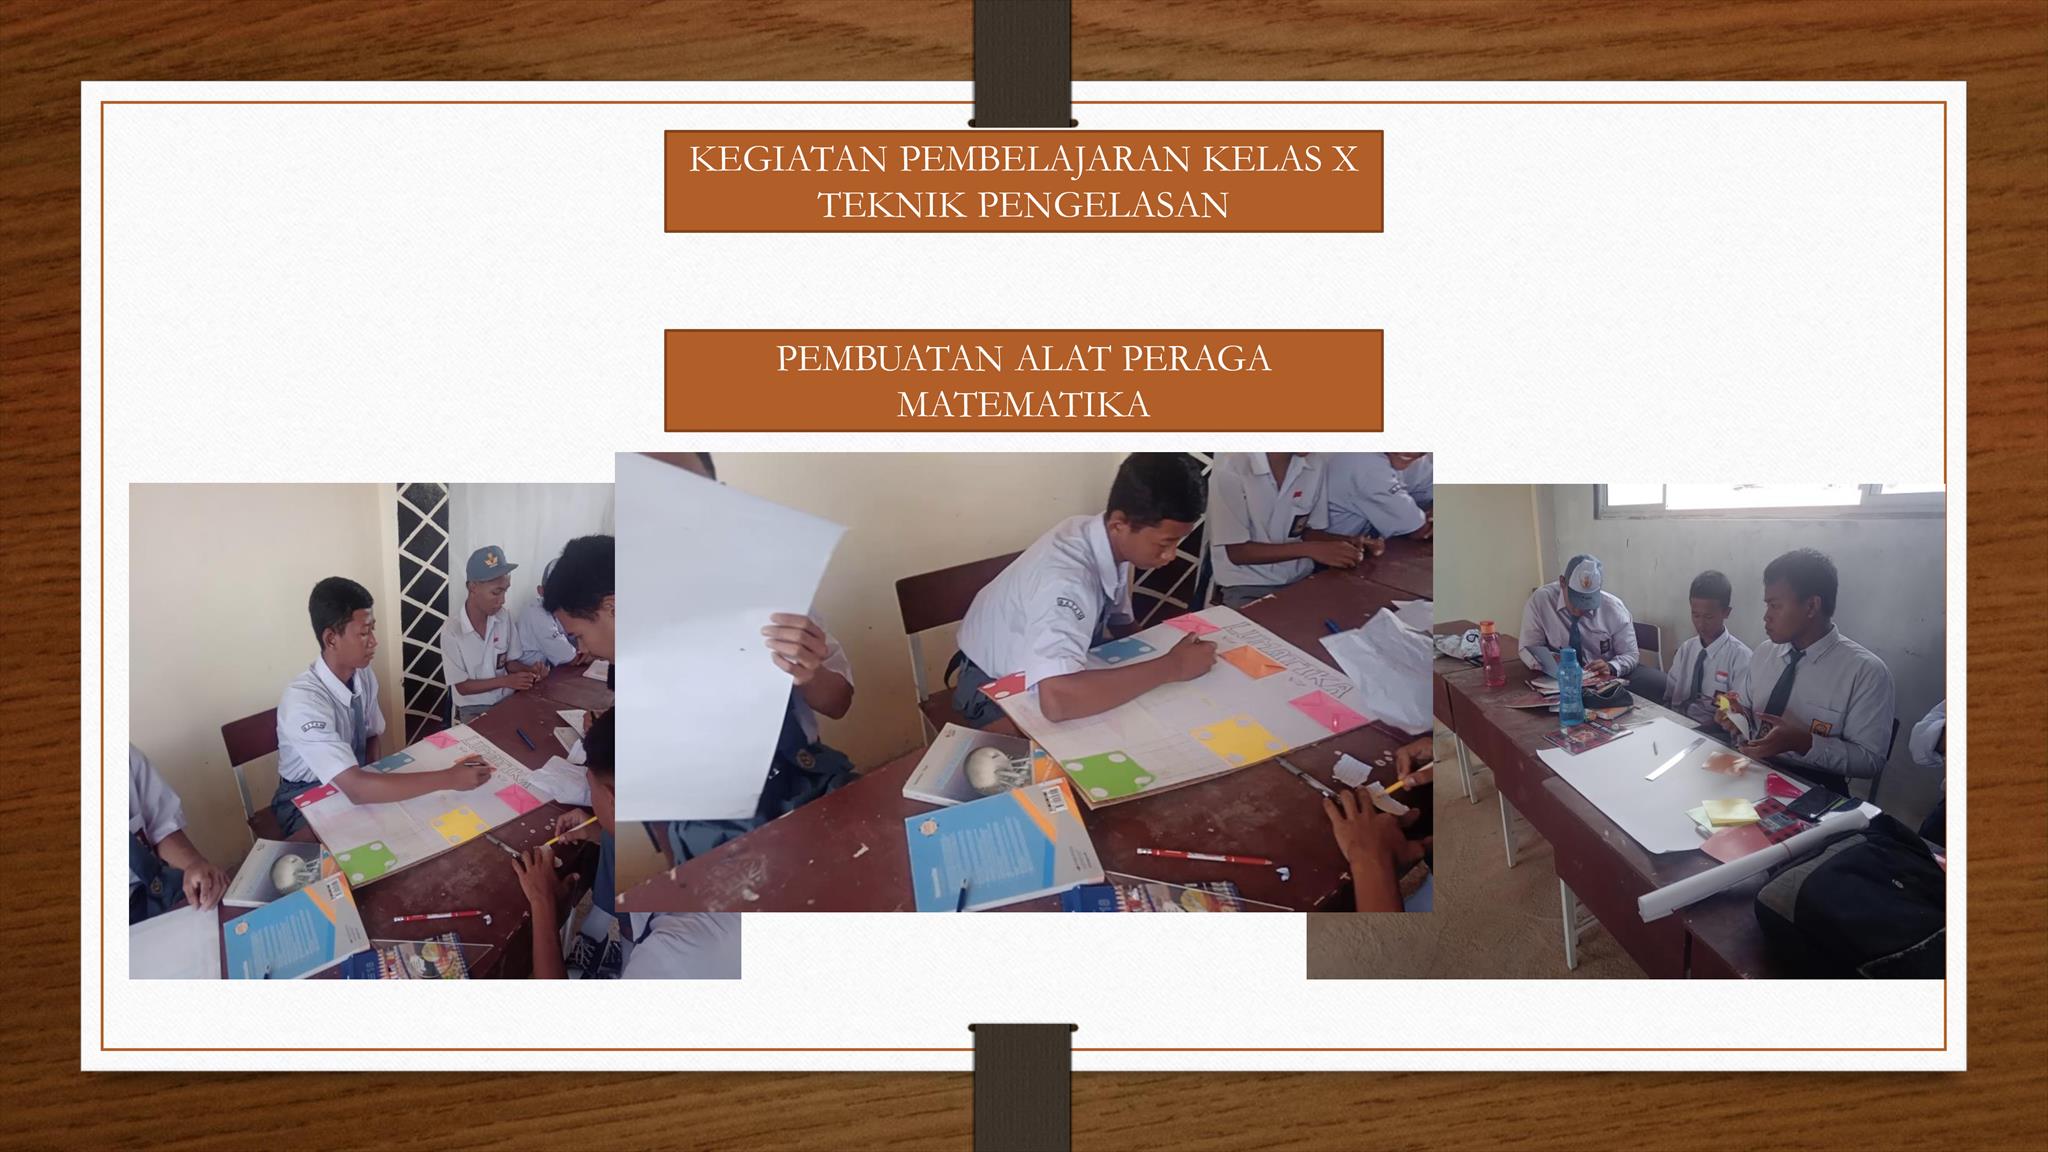 KEGIATAN PEMBELAJARAN KELAS X
TEKNIK PENGELASAN
PEMBUATAN ALAT PERAGA
MATEMATIKA